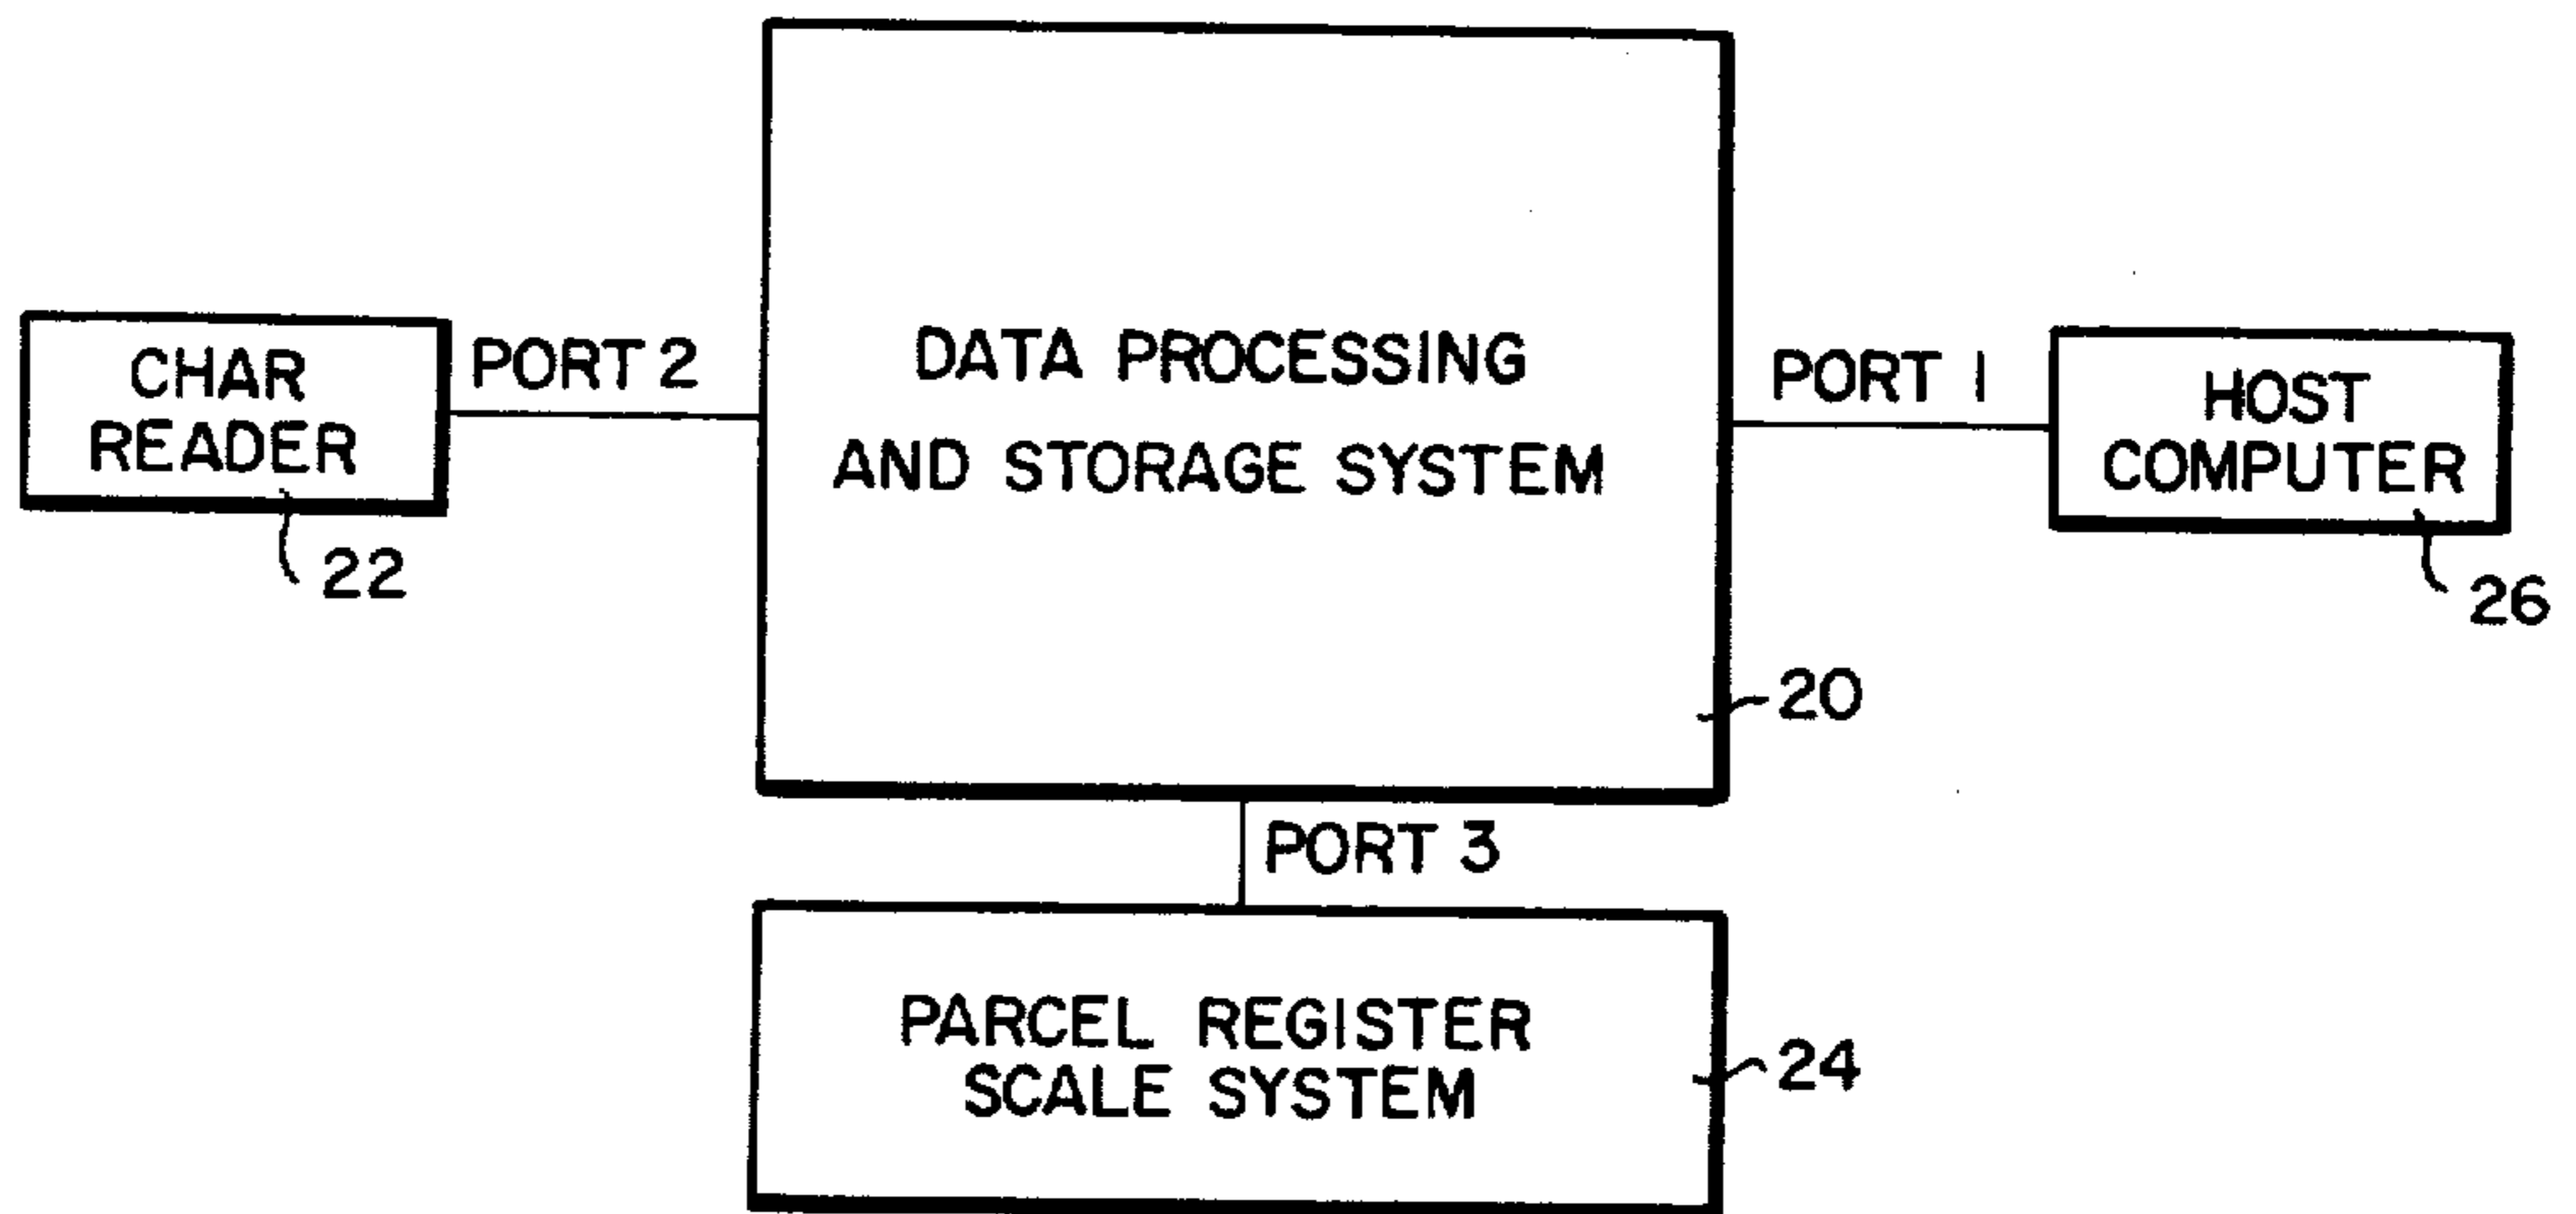 CHAR
READER
22
PORT 2
DATA PROCESSING
AND STORAGE SYSTEM
20
PORT 1
HOST
COMPUTER
26
PORT 3
PARCEL REGISTER
SCALE SYSTEM
24